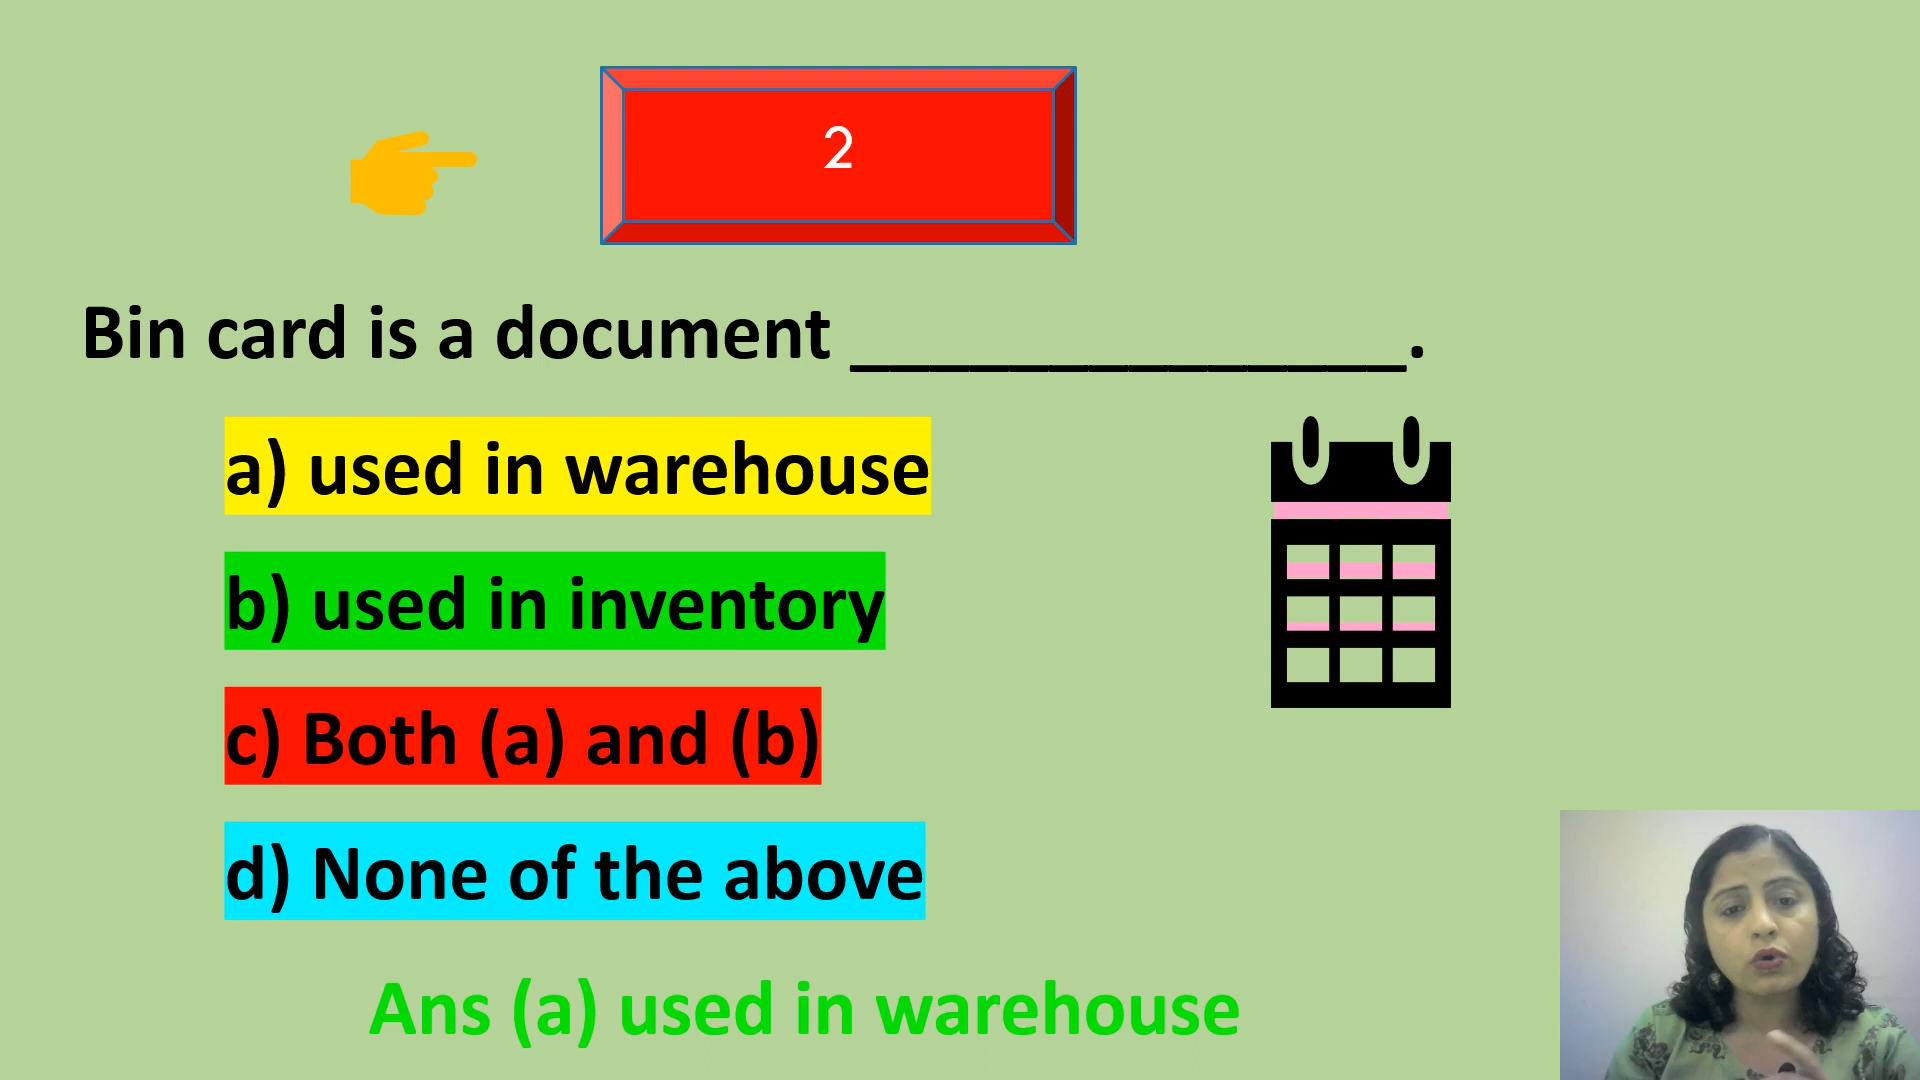 2
Bin card is a document ______________.
a) used in warehouse
b) used in inventory
c) Both (a) and (b)
d) None of the above
Ans (a) used in warehouse